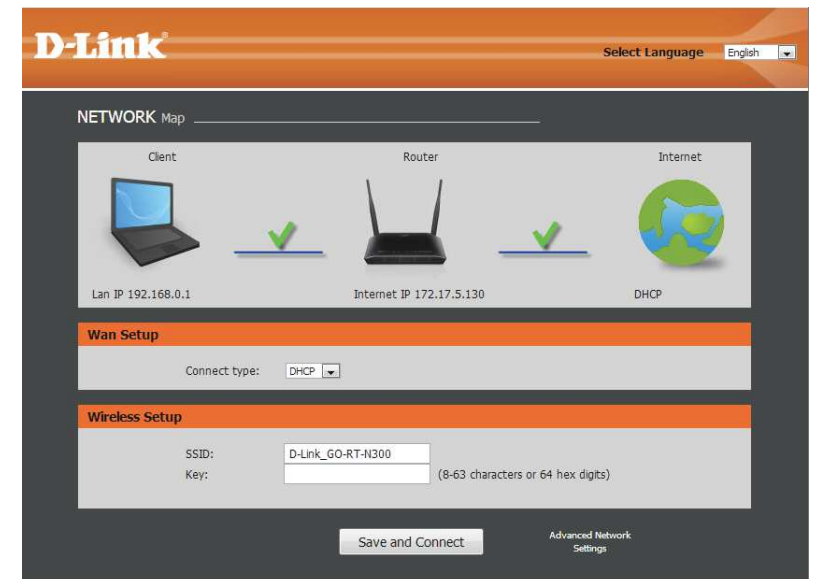 D-Link
Select Language English
NETWORK Map
Client Router Internet
Lan IP 192.168.0.1 Internet IP 172.17.5.130 DHCP
Wan Setup
Connect type: DHCP
Wireless Setup
SSID: D-Link_GO-RT-N300
Key: (8-63 characters or 64 hex digits)
Save and Connect Advanced Network
Settings